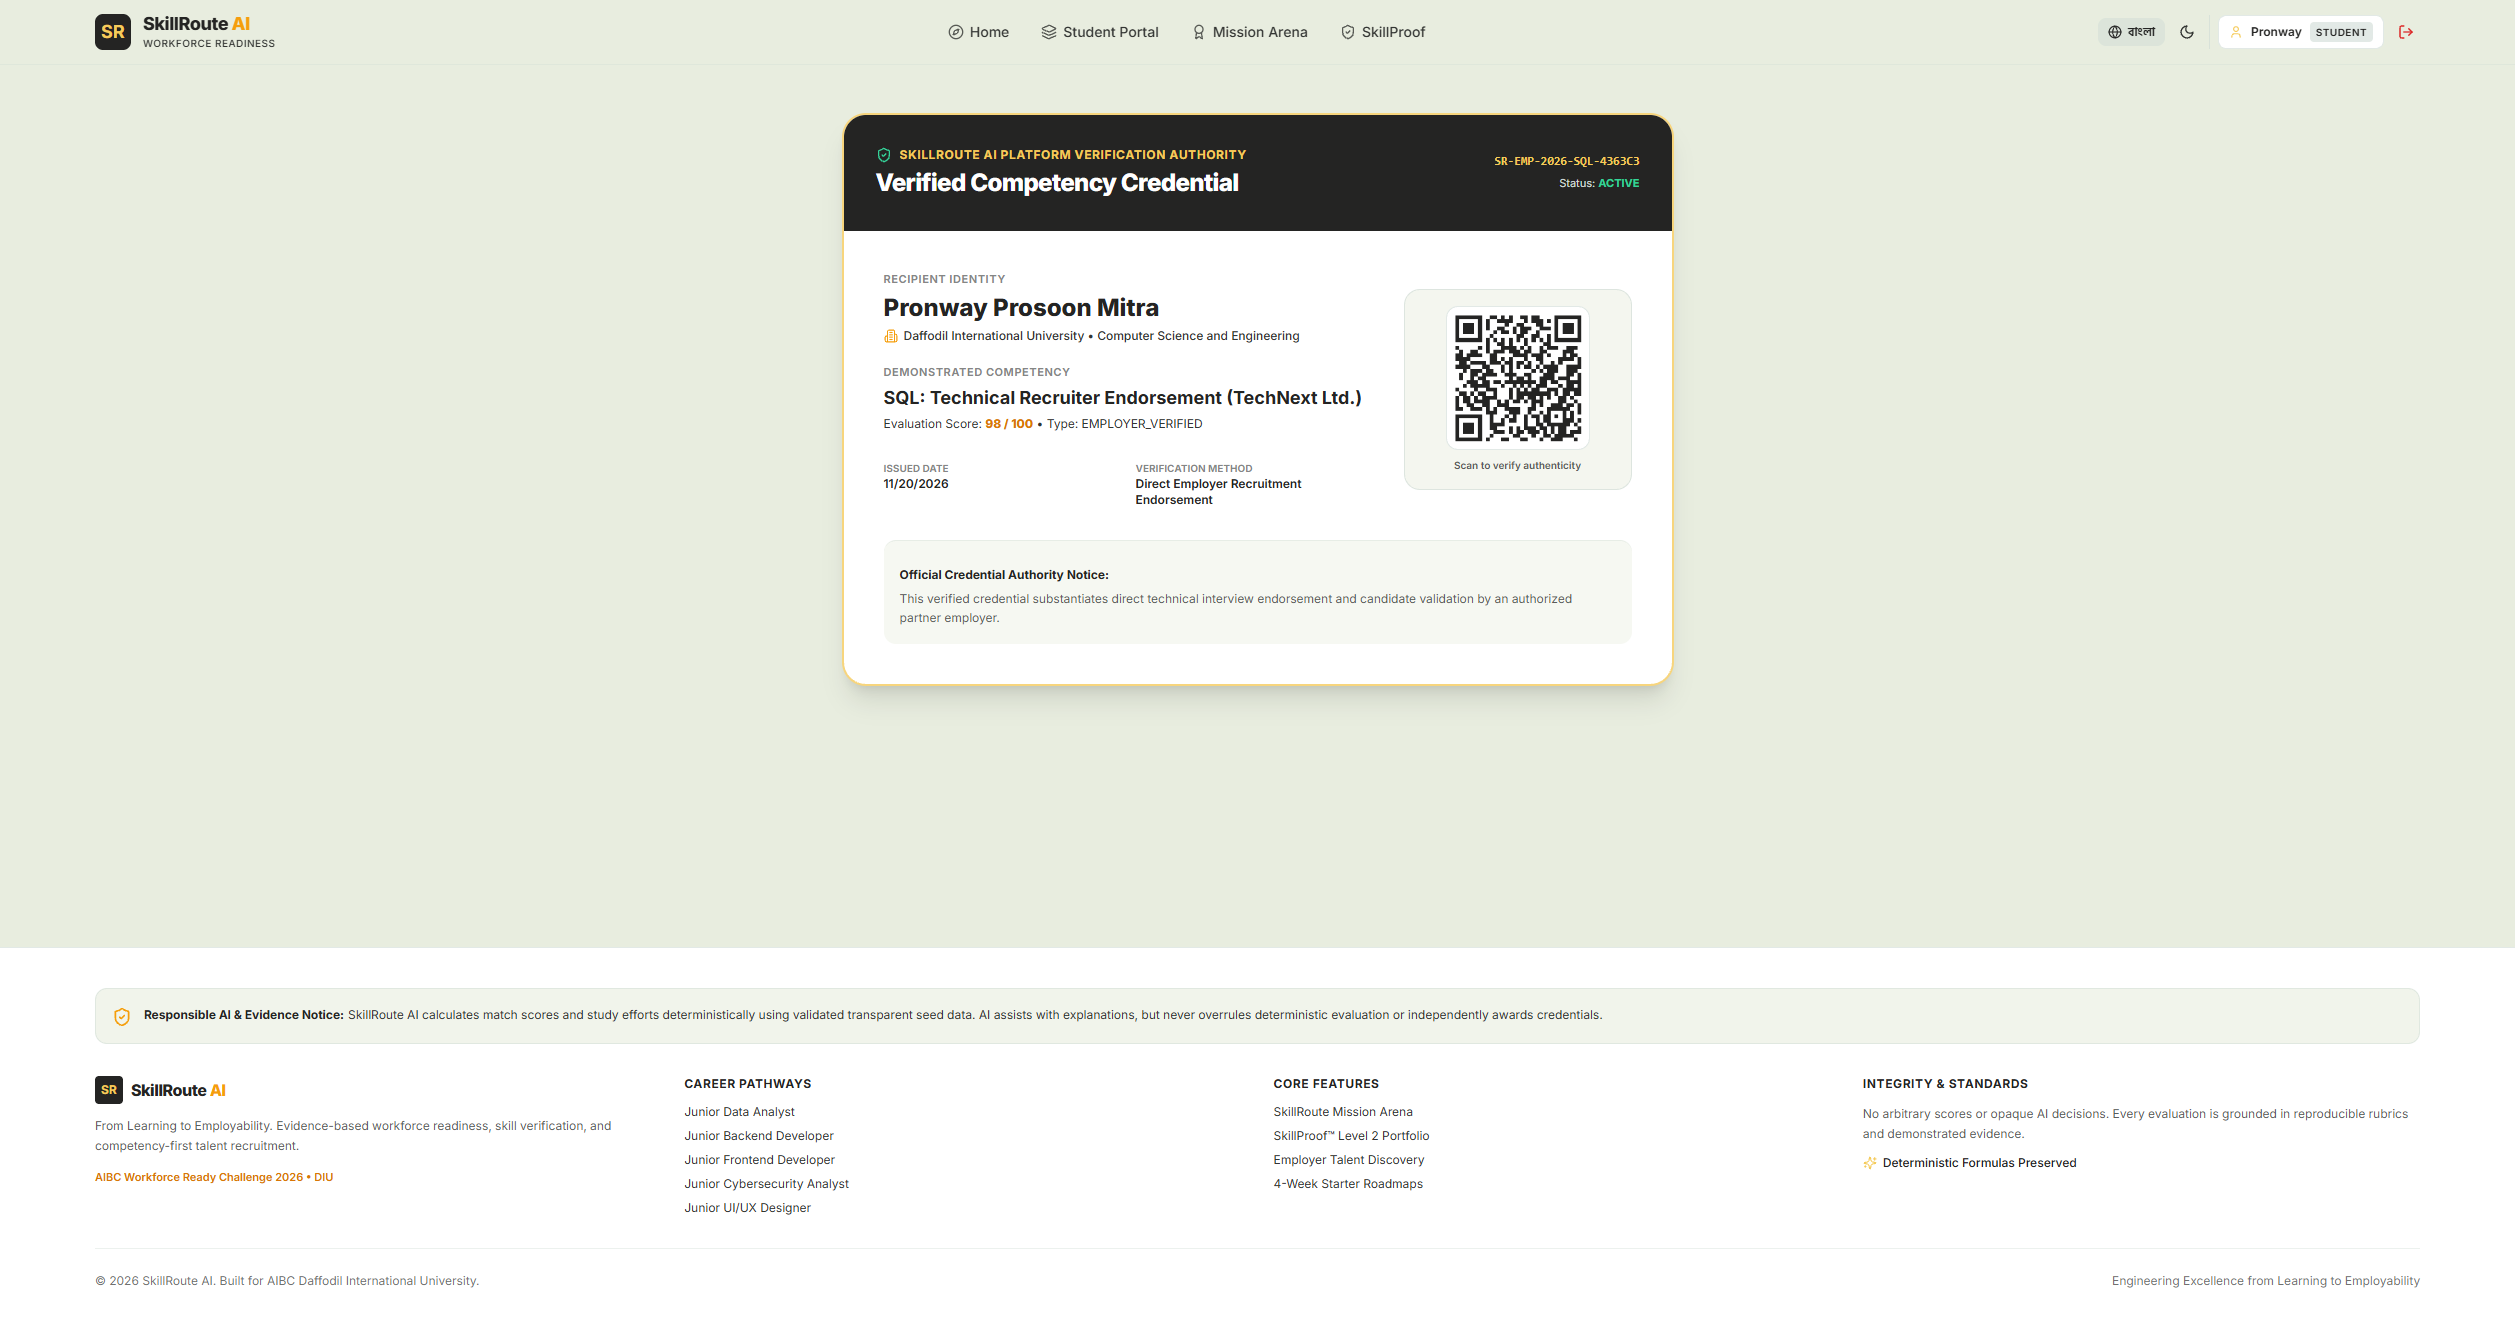 SR
SkillRoute AI
WORKFORCE READINESS
Home
Student Portal
Mission Arena
SkillProof
বাংলা
Pronway
STUDENT
SKILLROUTE AI PLATFORM VERIFICATION AUTHORITY
Verified Competency Credential
SR-EMP-2026-SQL-4363C3
Status: ACTIVE
RECIPIENT IDENTITY
Pronway Prosoon Mitra
Daffodil International University • Computer Science and Engineering
DEMONSTRATED COMPETENCY
SQL: Technical Recruiter Endorsement (TechNext Ltd.)
Evaluation Score: 98 / 100 • Type: EMPLOYER_VERIFIED
ISSUED DATE
11/20/2026
VERIFICATION METHOD
Direct Employer Recruitment
Endorsement
Scan to verify authenticity
Official Credential Authority Notice:
This verified credential substantiates direct technical interview endorsement and candidate validation by an authorized
partner employer.
Responsible AI & Evidence Notice: SkillRoute AI calculates match scores and study efforts deterministically using validated transparent seed data. AI assists with explanations, but never overrules deterministic evaluation or independently awards credentials.
SR
SkillRoute AI
From Learning to Employability. Evidence-based workforce readiness, skill verification, and
competency-first talent recruitment.
AIBC Workforce Ready Challenge 2026 • DIU
CAREER PATHWAYS
Junior Data Analyst
Junior Backend Developer
Junior Frontend Developer
Junior Cybersecurity Analyst
Junior UI/UX Designer
CORE FEATURES
SkillRoute Mission Arena
SkillProof™ Level 2 Portfolio
Employer Talent Discovery
4-Week Starter Roadmaps
INTEGRITY & STANDARDS
No arbitrary scores or opaque AI decisions. Every evaluation is grounded in reproducible rubrics
and demonstrated evidence.
Deterministic Formulas Preserved
© 2026 SkillRoute AI. Built for AIBC Daffodil International University.
Engineering Excellence from Learning to Employability